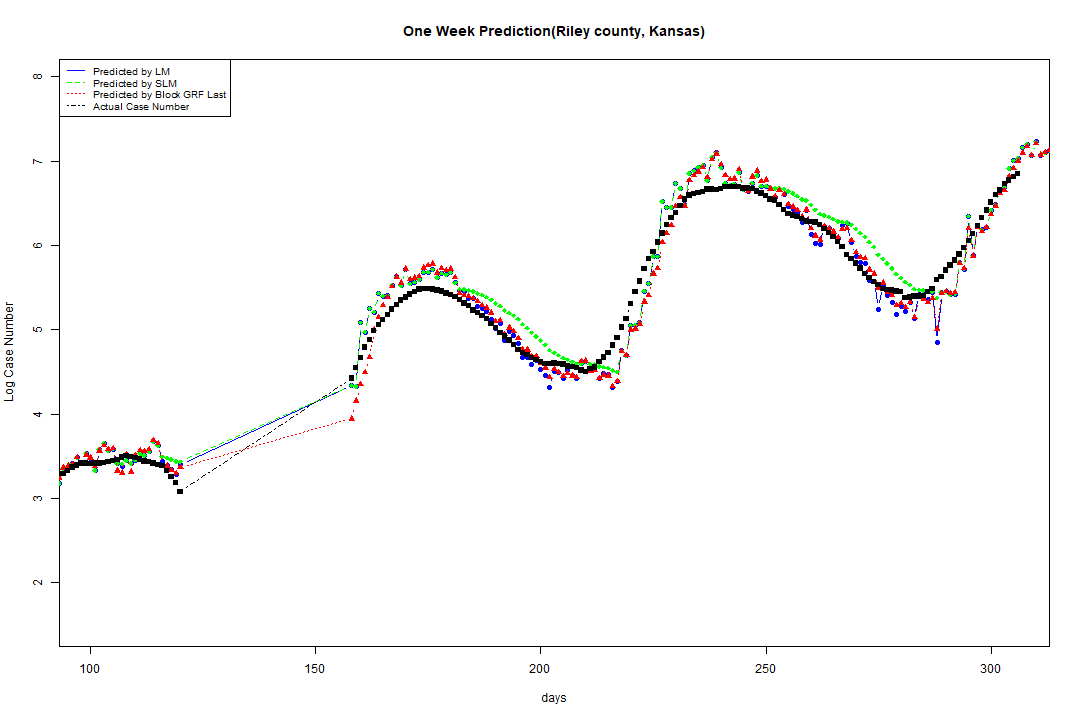 One Week Prediction(Riley county, Kansas)
Predicted by LM
Predicted by SLM
Predicted by Block GRF Last
Actual Case Number
8
7
6
5
4
3
2
Log Case Number
100 150 200 250 300
days